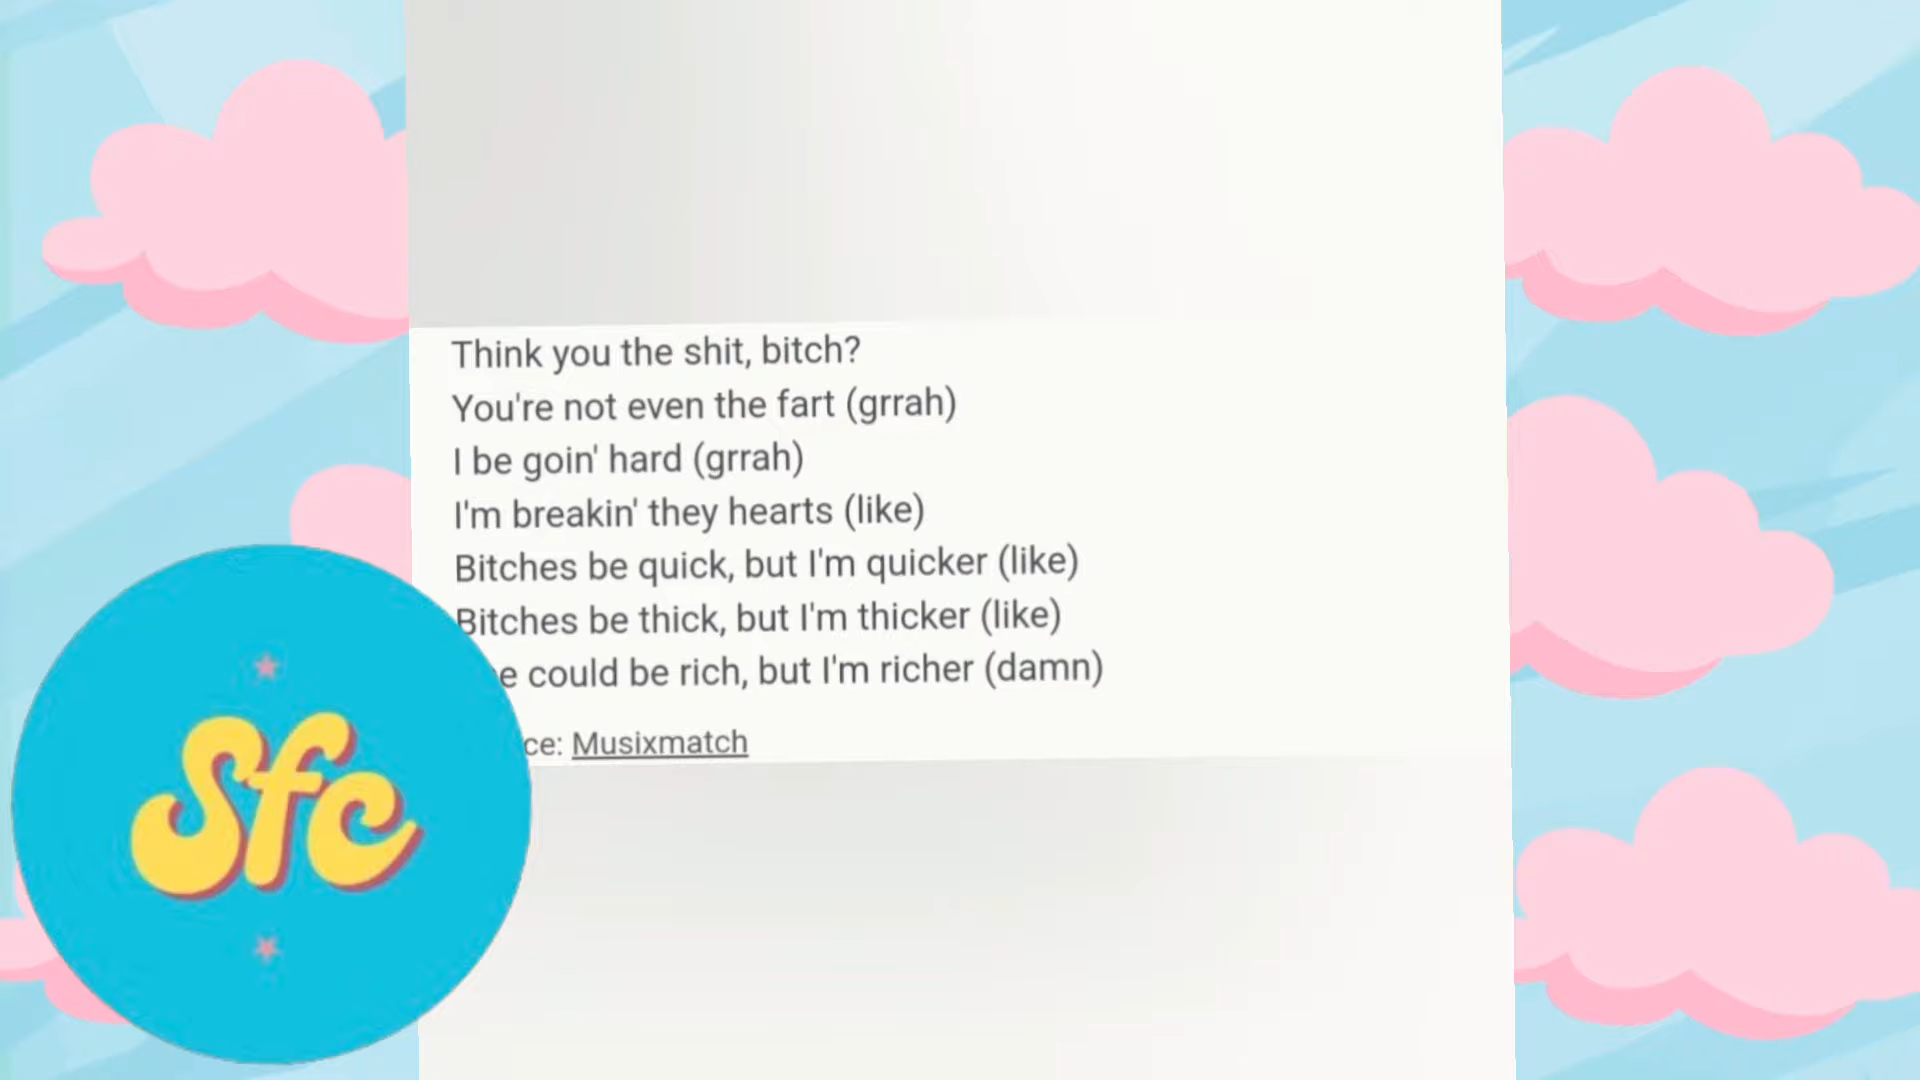 Think you the shit, bitch?
You're not even the fart (grrah)
I be goin' hard (grrah)
I'm breakin' they hearts (like)
Bitches be quick, but I'm quicker (like)
Bitches be thick, but I'm thicker (like)
could be rich, but I'm richer (damn)
Musixmatch
Sfc